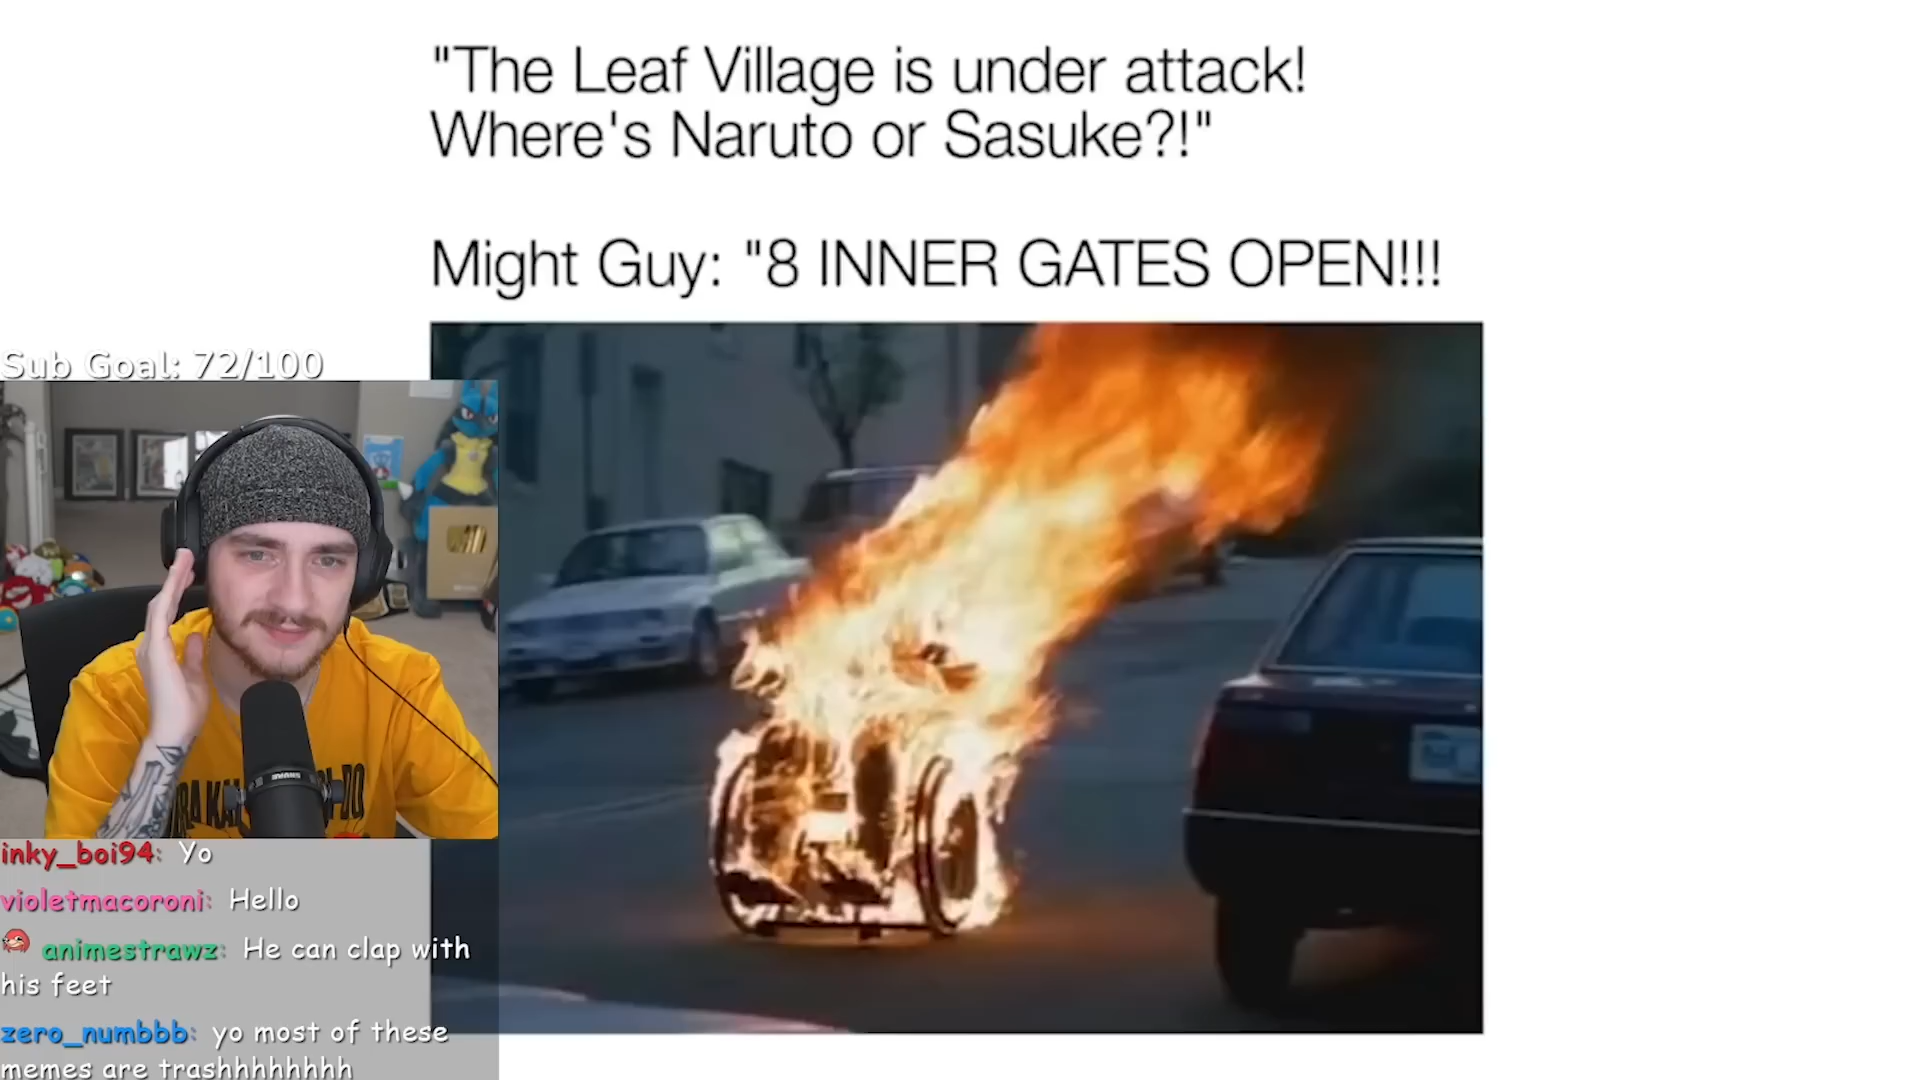 "The Leaf Village is under attack!
Where's Naruto or Sasuke?!"
Might Guy: "8 INNER GATES OPEN!!!
Sub Goal: 72/100
inky_boi94: Yo
violetmacoroni: Hello
animestrawz: He can clap with
his feet
zero_numbbb: yo most of these
memes are trashhhhhhhh